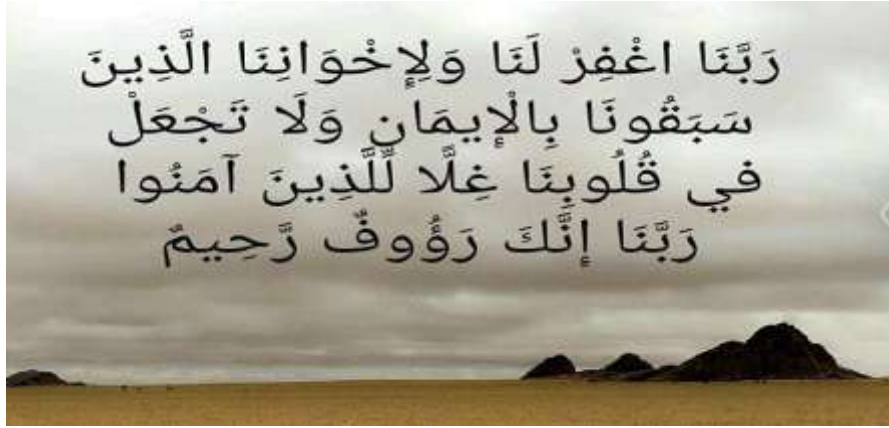 رَبَّنَا اغْفِرْ لَنَا وَلِإِخْوَانِنَا الَّذِينَ
سَبَقُونَا بِالْإِيمَانِ وَلَا تَجْعَلْ
فِي قُلُوبِنَا غِلًّا لِّلَّذِينَ آمَنُوا
رَبَّنَا إِنَّكَ رَؤُوفٌ رَّحِيمٌ